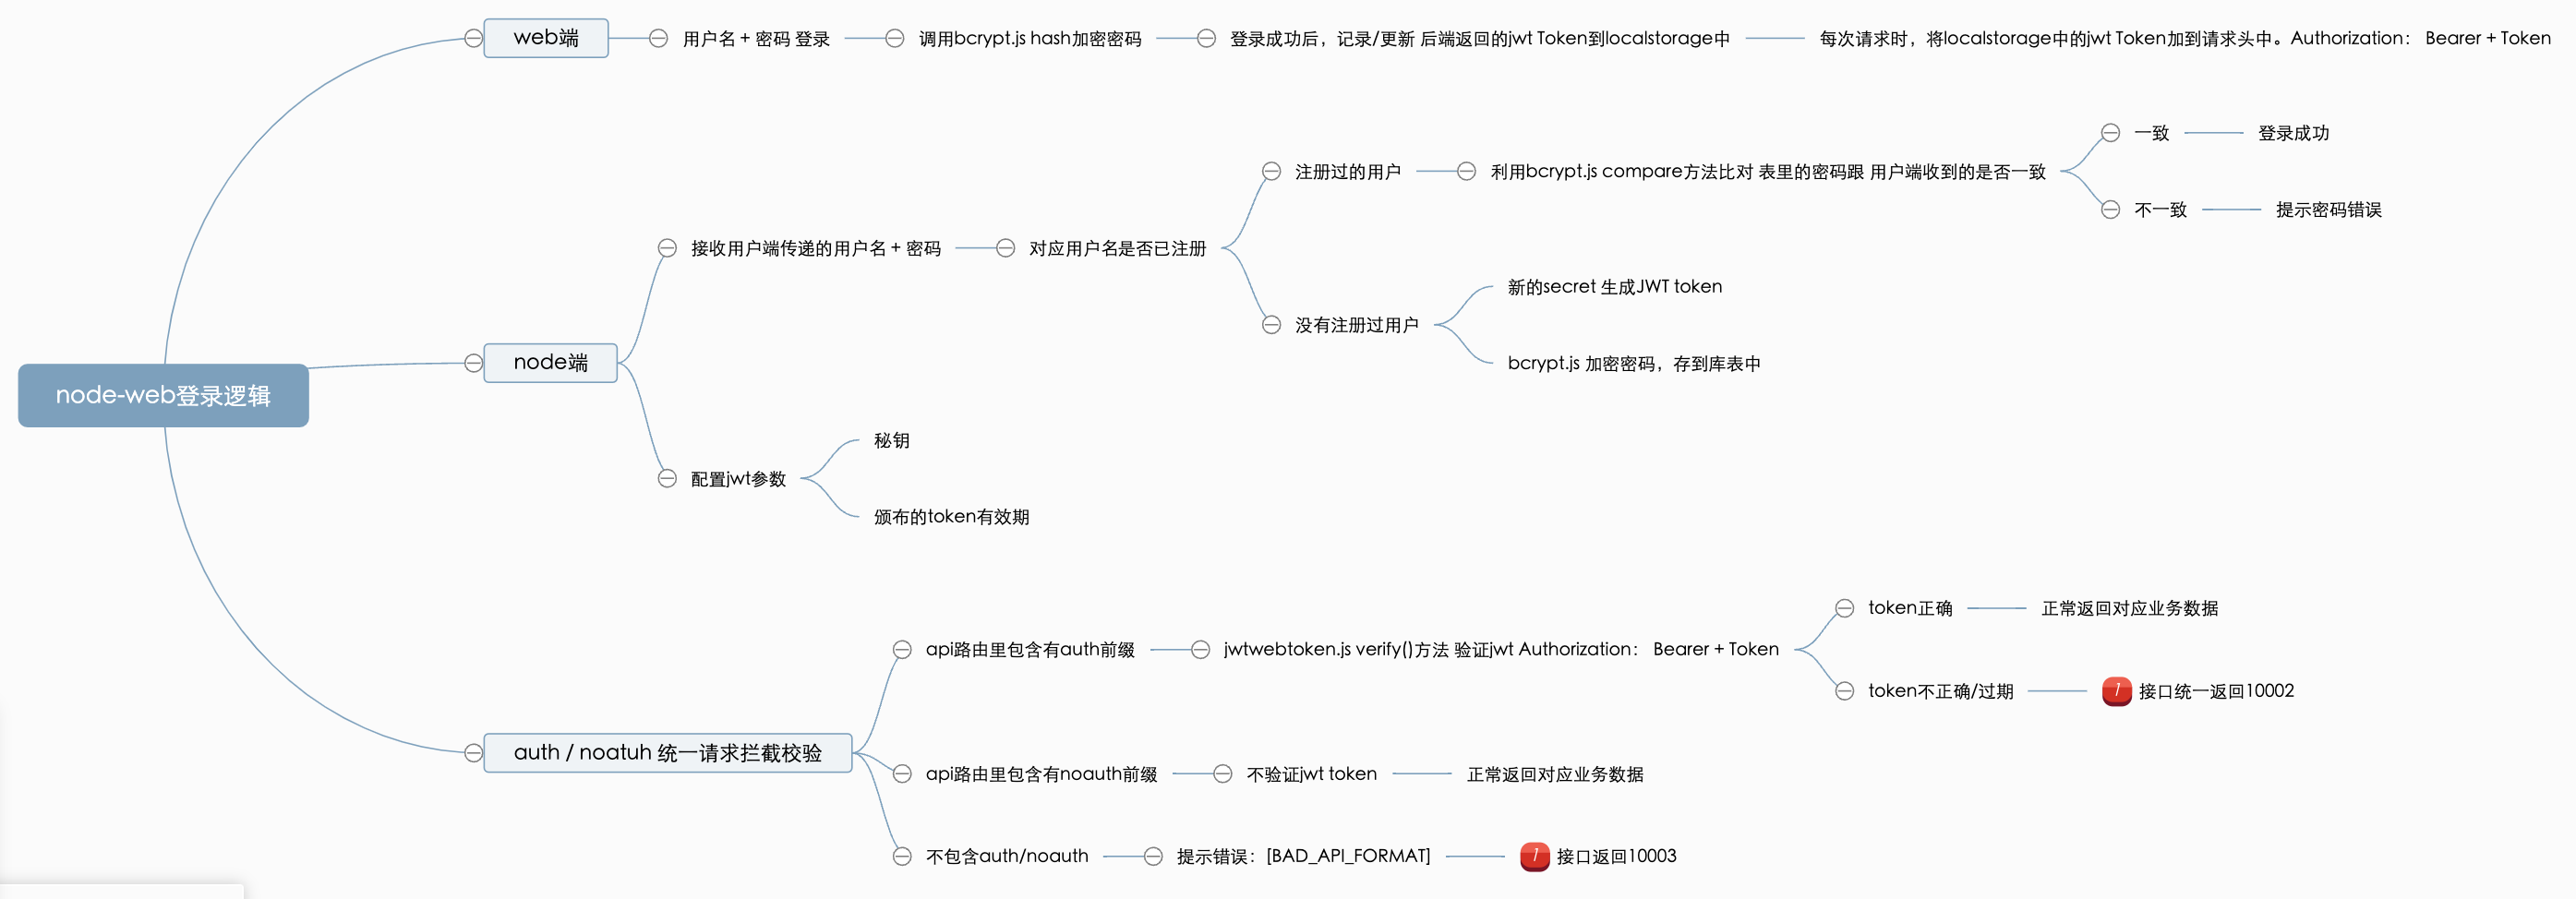 web端
用户名 + 密码 登录
调用bcrypt.js hash加密密码
登录成功后，记录/更新 后端返回的jwt Token到localstorage中
每次请求时，将localstorage中的jwt Token加到请求头中。Authorization： Bearer + Token
一致
登录成功
注册过的用户
利用bcrypt.js compare方法比对 表里的密码跟 用户端收到的是否一致
不一致
提示密码错误
接收用户端传递的用户名 + 密码
对应用户名是否已注册
新的secret 生成JWT token
没有注册过用户
bcrypt.js 加密密码，存到库表中
node端
node-web登录逻辑
秘钥
配置jwt参数
颁布的token有效期
token正确
正常返回对应业务数据
api路由里包含有auth前缀
jwtwebtoken.js verify()方法 验证jwt Authorization： Bearer + Token
token不正确/过期
1 接口统一返回10002
auth / noatuh 统一请求拦截校验
api路由里包含有noauth前缀
不验证jwt token
正常返回对应业务数据
不包含auth/noauth
提示错误：[BAD_API_FORMAT]
1 接口返回10003